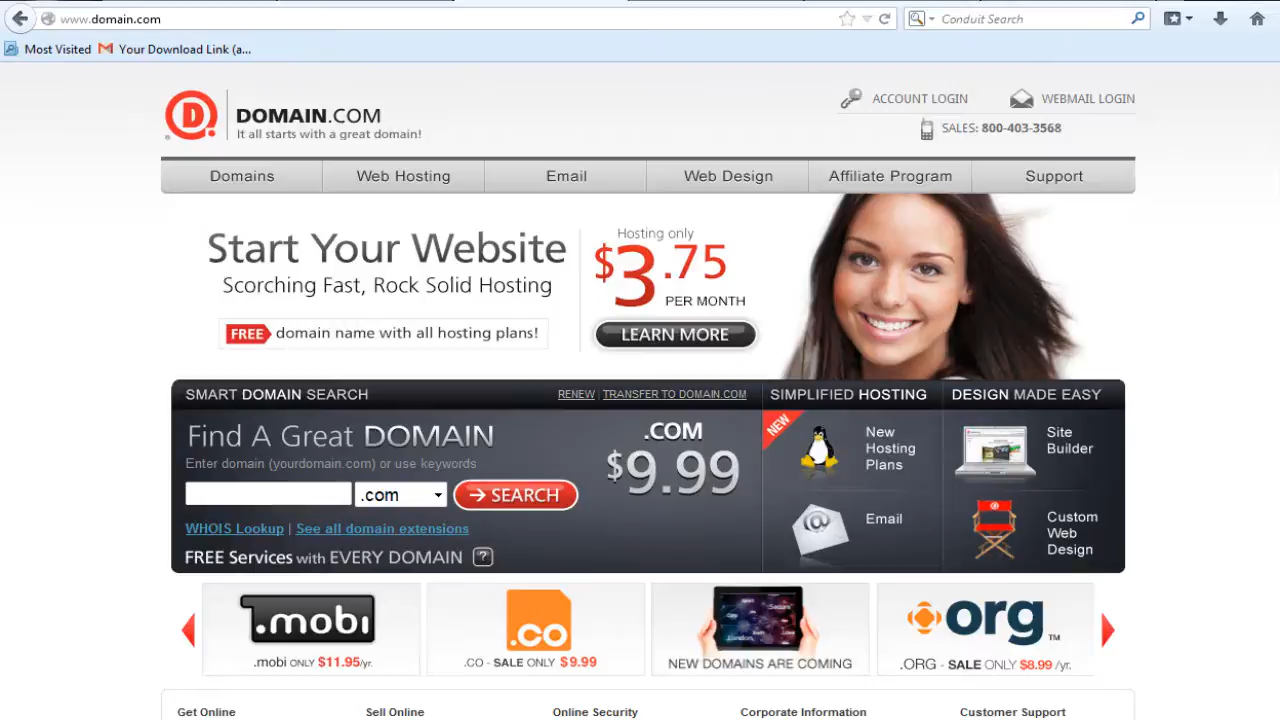 www.domain.com
Conduit Search
Most Visited
Your Download Link (a...
DOMAIN.COM
It all starts with a great domain!
ACCOUNT LOGIN
WEBMAIL LOGIN
SALES: 800-403-3568
Domains
Web Hosting
Email
Web Design
Affiliate Program
Support
Start Your Website
Scorching Fast, Rock Solid Hosting
FREE domain name with all hosting plans!
Hosting only
$3.75
PER MONTH
LEARN MORE
SMART DOMAIN SEARCH
RENEW | TRANSFER TO DOMAIN.COM
Find A Great DOMAIN
Enter domain (yourdomain.com) or use keywords
.com
SEARCH
.COM
$9.99
WHOIS Lookup | See all domain extensions
FREE Services with EVERY DOMAIN ?
SIMPLIFIED HOSTING
NEW
New
Hosting
Plans
Email
DESIGN MADE EASY
Site
Builder
Custom
Web
Design
.mobi
.mobi ONLY $11.95/yr.
.co
.CO - SALE ONLY $9.99
NEW DOMAINS ARE COMING
org TM
.ORG - SALE ONLY $8.99 /yr.
Get Online
Sell Online
Online Security
Corporate Information
Customer Support